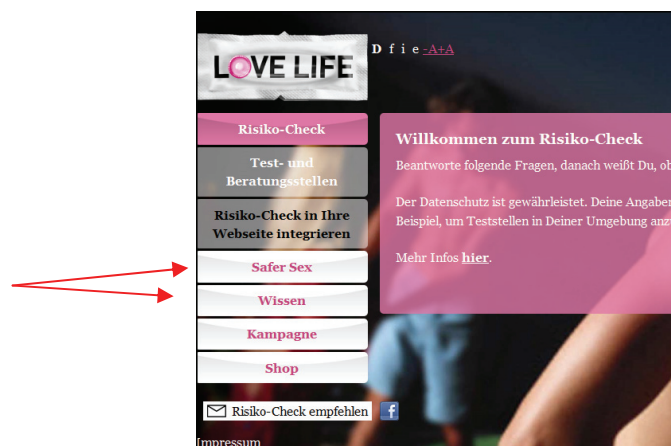 LOVE LIFE
D f i e -A+A
Risiko-Check
Test- und
Beratungsstellen
Risiko-Check in Ihre
Webseite integrieren
Safer Sex
Wissen
Kampagne
Shop
Risiko-Check empfehlen
f
Impressum
Willkommen zum Risiko-Check
Beantworte folgende Fragen, danach weißt Du, ob
Der Datenschutz ist gewährleistet. Deine Angaben
Beispiel, um Teststellen in Deiner Umgebung anz
Mehr Infos hier.